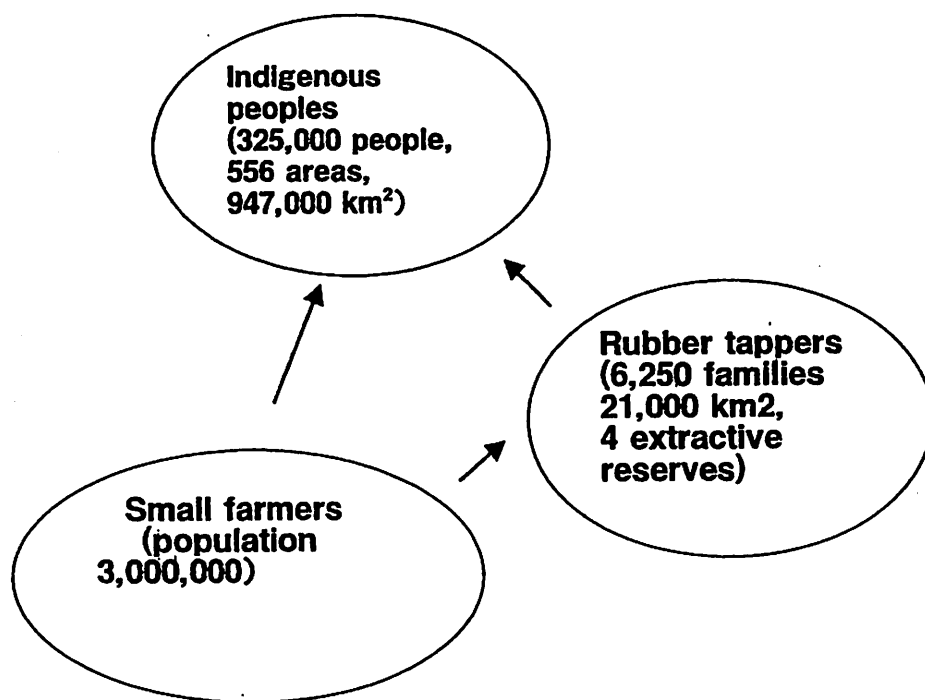 Indigenous
peoples
(325,000 people,
556 areas,
947,000 km²)
Rubber tappers
(6,250 families
21,000 km2,
4 extractive
reserves)
Small farmers
(population
3,000,000)